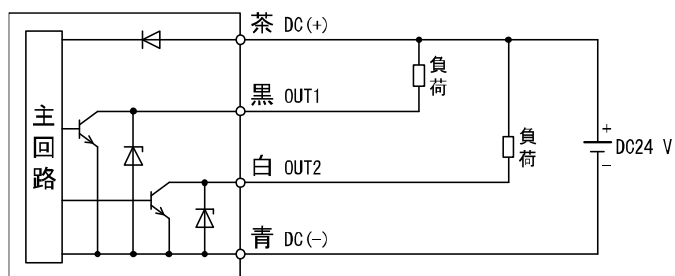 茶 DC(+)
負荷
黒 OUT1
主回路
負荷
+
DC24 V
-
白 OUT2
青 DC(-)